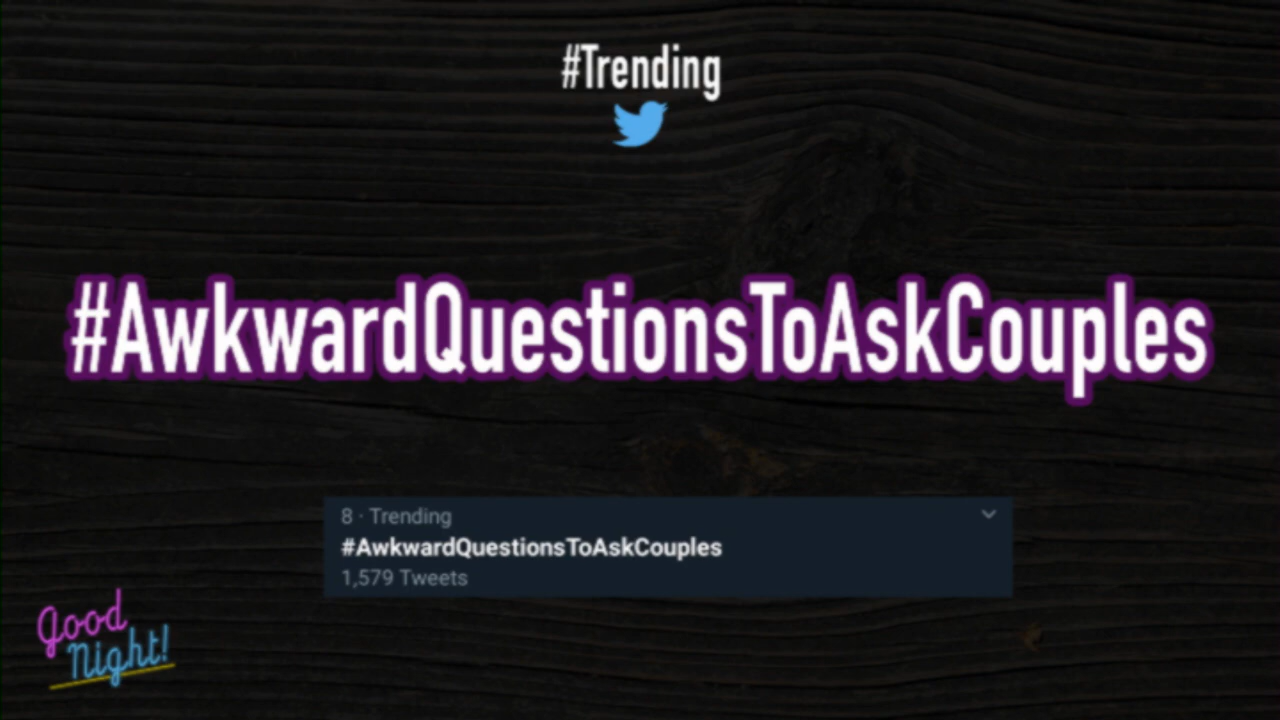 #Trending
#AwkwardQuestionsToAskCouples
8 · Trending
#AwkwardQuestionsToAskCouples
1,579 Tweets
Good
Night!